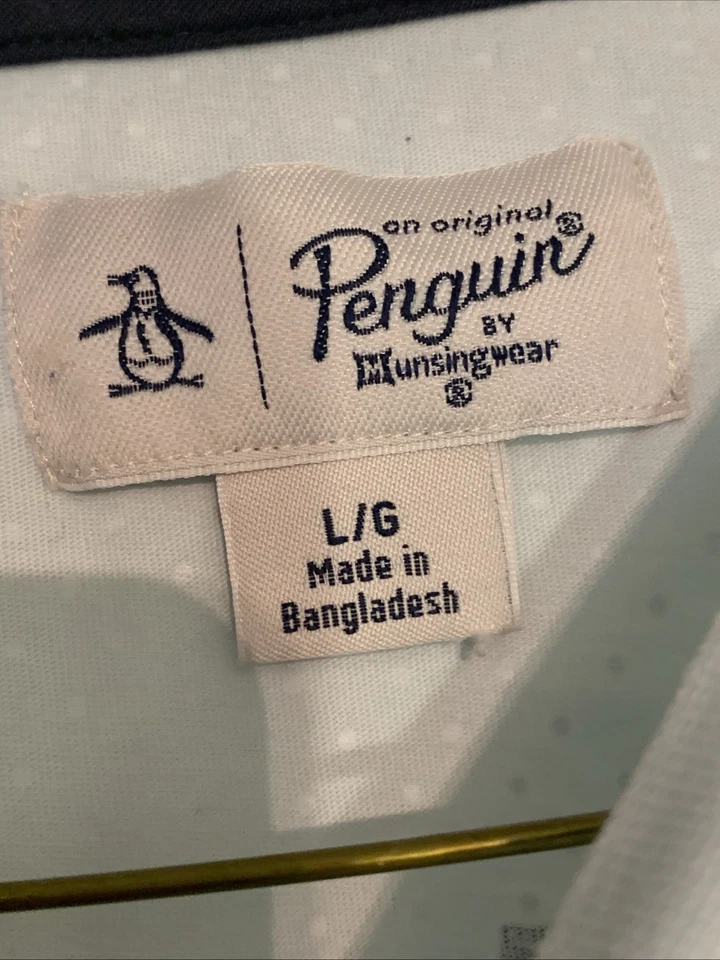 an original®
Penguin
BY
Munsingwear
®
L/G
Made in
Bangladesh